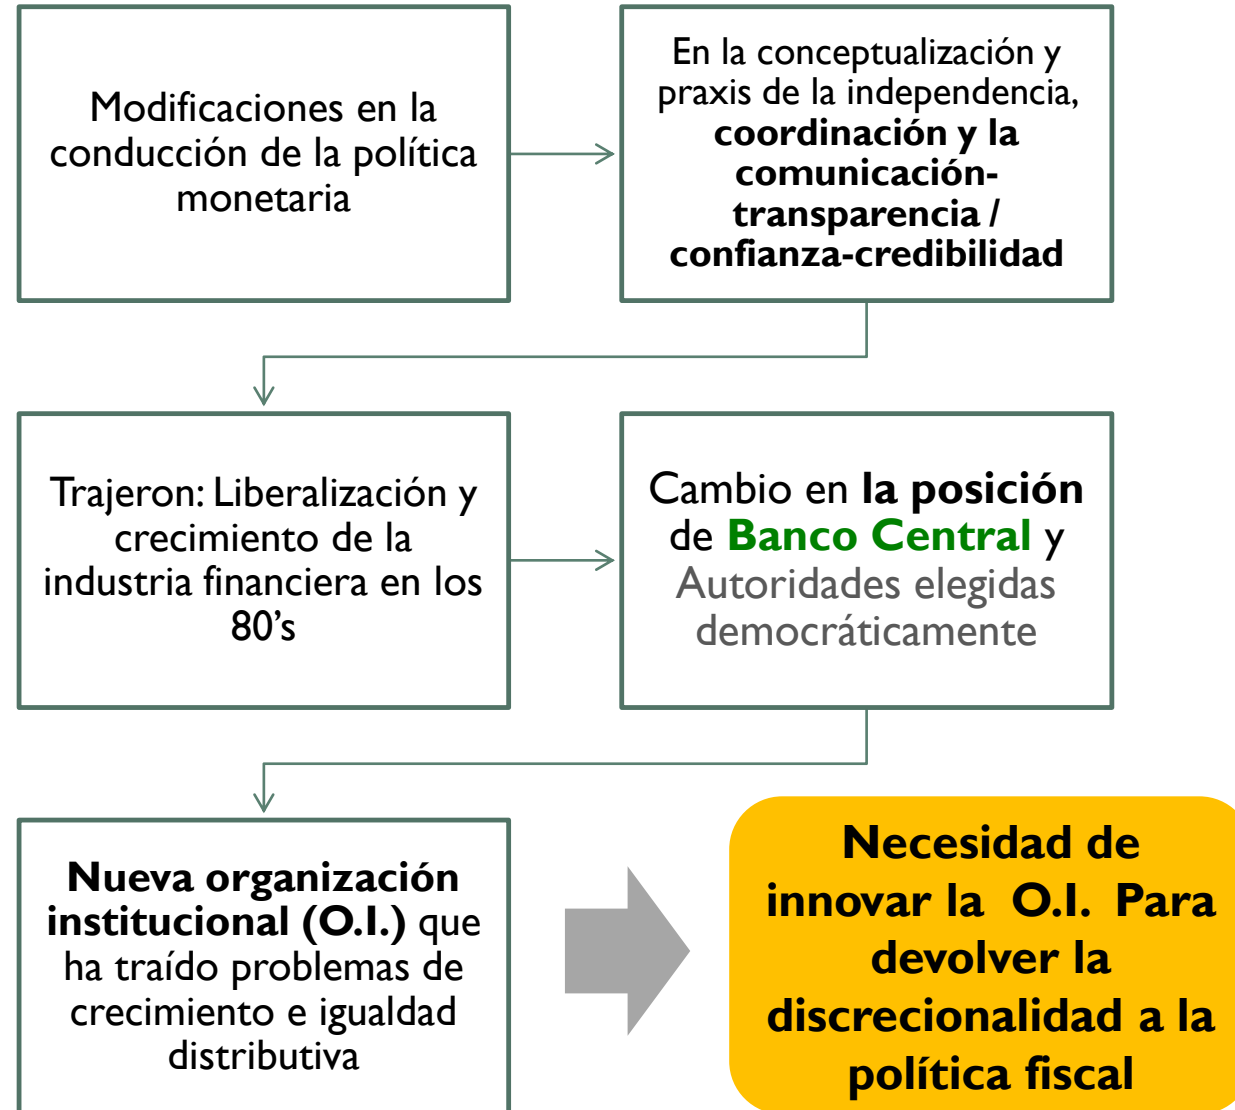 Modificaciones en la
conducción de la política
monetaria
En la conceptualización y
praxis de la independencia,
coordinación y la
comunicación-
transparencia /
confianza-credibilidad
Trajeron: Liberalización y
crecimiento de la
industria financiera en los
80’s
Cambio en la posición
de Banco Central y
Autoridades elegidas
democráticamente
Nueva organización
institucional (O.I.) que
ha traído problemas de
crecimiento e igualdad
distributiva
Necesidad de
innovar la O.I. Para
devolver la
discrecionalidad a la
política fiscal